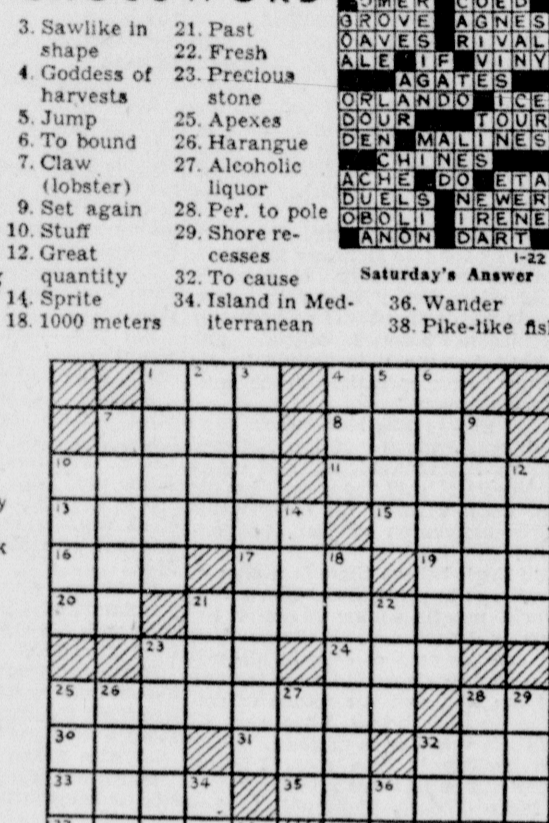 3. Sawlike in
shape
4. Goddess of
harvests
5. Jump
6. To bound
7. Claw
(lobster)
9. Set again
10. Stuff
12. Great
quantity
14. Sprite
18. 1000 meters
21. Past
22. Fresh
23. Precious
stone
25. Apexes
26. Harangue
27. Alcoholic
liquor
28. Per. to pole
29. Shore re-
cesses
32. To cause
34. Island in Med-
iterranean
OMER COED
GROVE AGNES
OAVES RIVAL
ALE IF VINY
AGATES
ORLANDO ICE
DOUR TOUR
DEN MALINES
CHINES
ACHE DO ETA
DUELS NEWER
OBOLI IRENE
ANON DART
1-22
Saturday's Answer
36. Wander
38. Pike-like
1 2 3 4 5 6
7 8 9
10 11 12
13 14 15
16 17 18 19
20 21 22
23 24
25 26 27 28 29
30 31 32
33 34 35 36